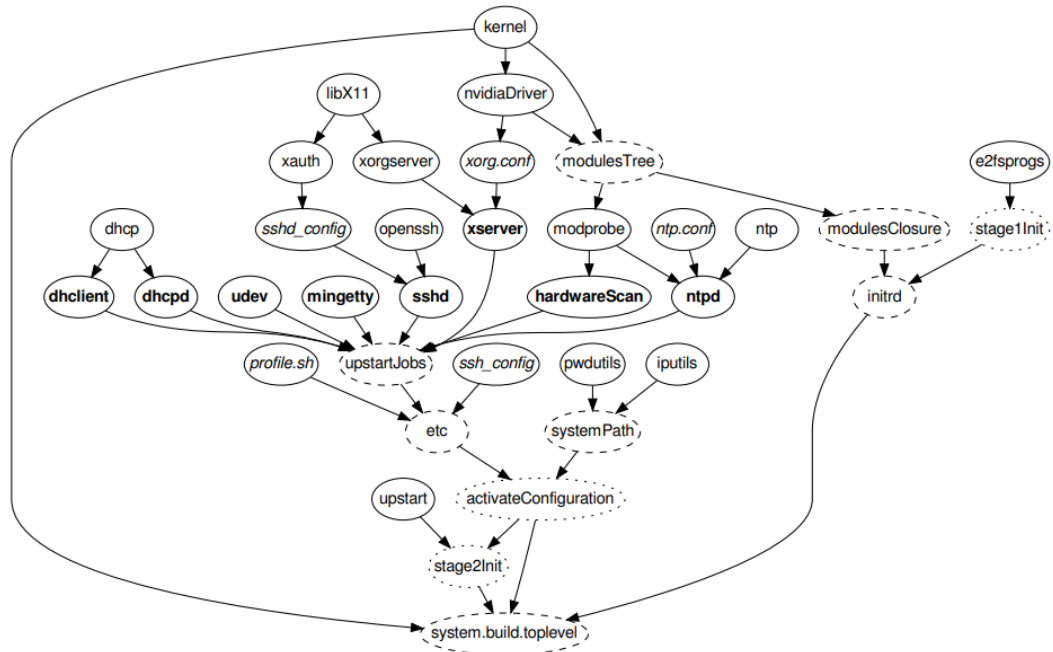 kernel
libX11
nvidiaDriver
xauth
xorgserver
xorg.conf
modulesTree
e2fsprogs
dhcp
sshd_config
openssh
xserver
modprobe
ntp.conf
ntp
modulesClosure
stage1Init
dhclient
dhcpd
udev
mingetty
sshd
hardwareScan
ntpd
initrd
profile.sh
upstartJobs
ssh_config
pwdutils
iputils
etc
systemPath
upstart
activateConfiguration
stage2Init
system.build.toplevel